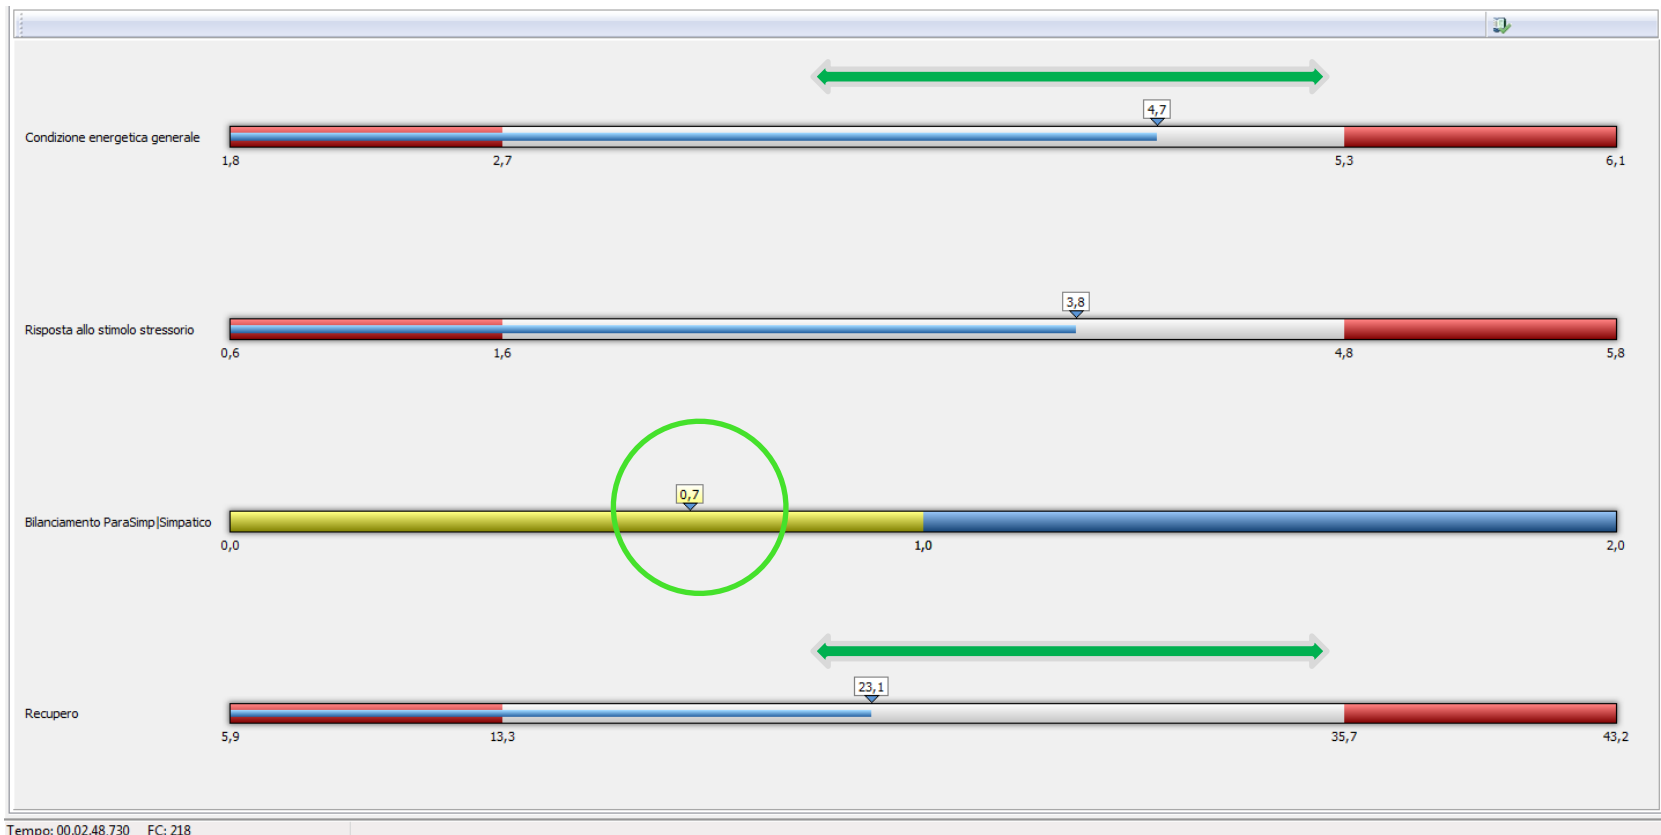 4,7
Condizione energetica generale
1,8 2,7 5,3 6,1
3,8
Risposta allo stimolo stressorio
0,6 1,6 4,8 5,8
0,7
Bilanciamento ParaSimp|Simpatico
0,0 1,0 2,0
23,1
Recupero
5,9 13,3 35,7 43,2
Tempo: 00.02.48.730 FC: 218